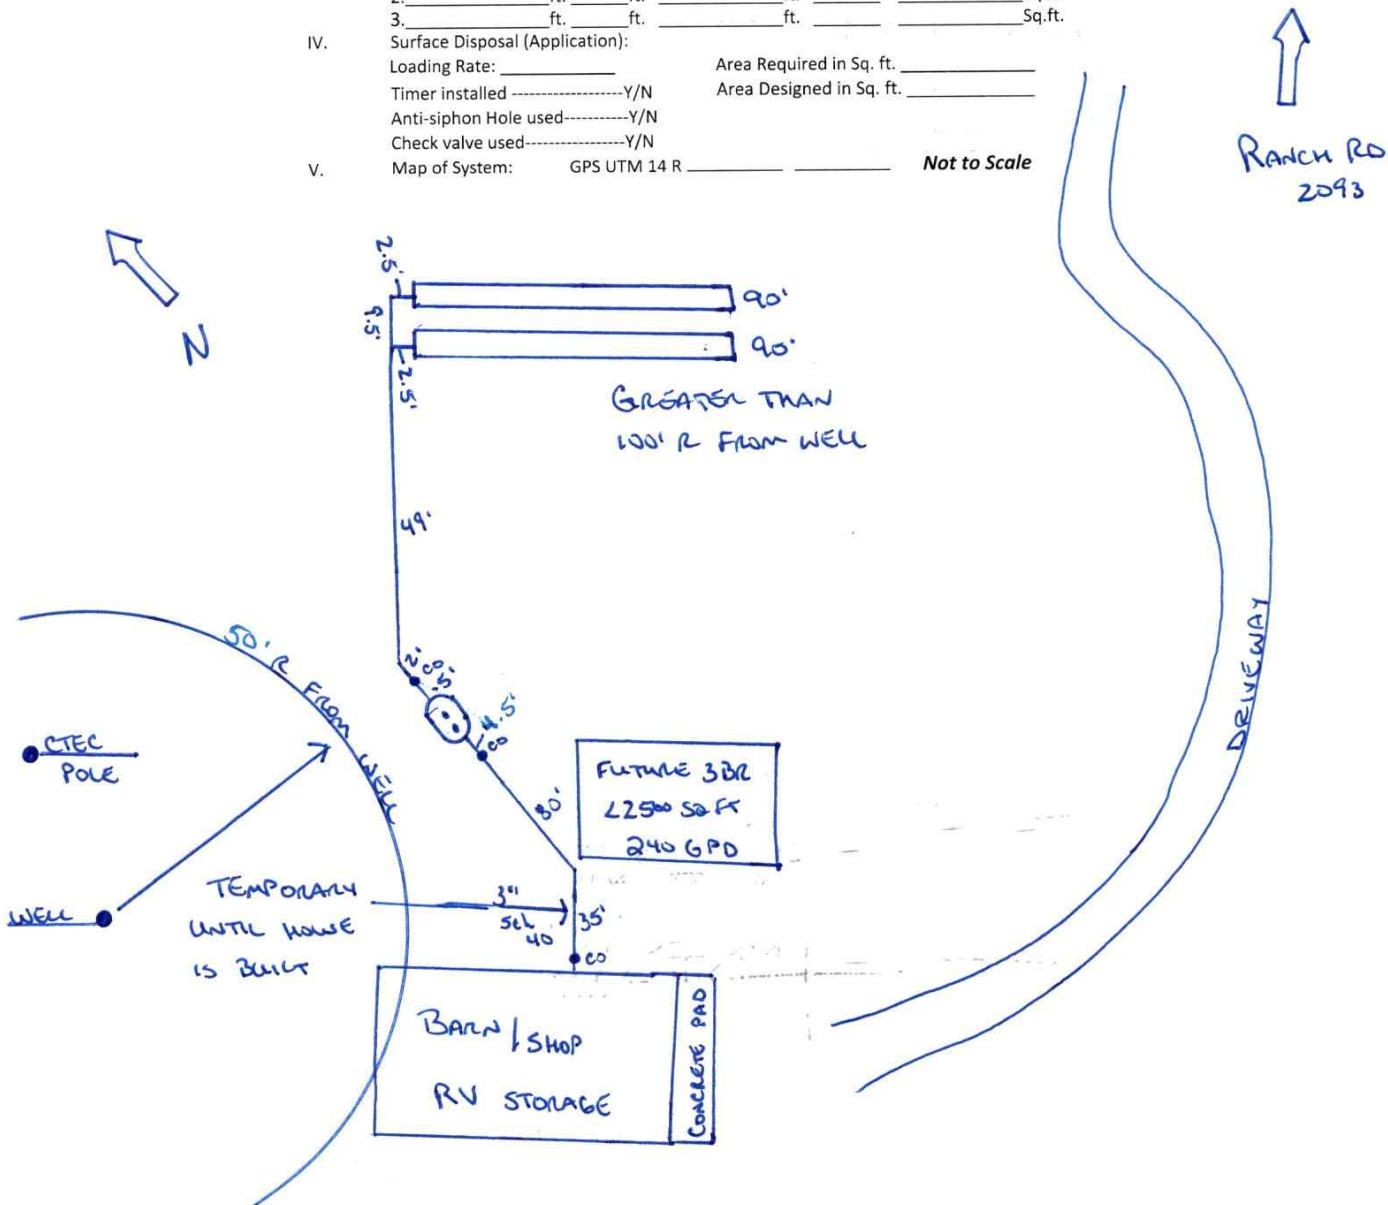 3.____________ft. _____ft. __________ft. _____ __________Sq.ft.
IV. Surface Disposal (Application):
Loading Rate: _________ Area Required in Sq. ft. __________
Timer installed -------------------Y/N Area Designed in Sq. ft. __________
Anti-siphon Hole used-----------Y/N
Check valve used-----------------Y/N
V. Map of System: GPS UTM 14 R ________ ________ Not to Scale
RANCH RD
2093
N
2.5'
9.5'
2.5'
90'
90'
GREATER THAN
100' R FROM WELL
49'
50' R FROM WELL
2'
CO
.5'
4.5'
CO
30'
CTEC
POLE
WELL
FUTURE 3BR
<2500 SQ FT
240 GPD
TEMPORARY
UNTIL HOUSE
IS BUILT
3"
Sch
40
35'
CO
BARN/SHOP
RV STORAGE
CONCRETE PAD
DRIVEWAY